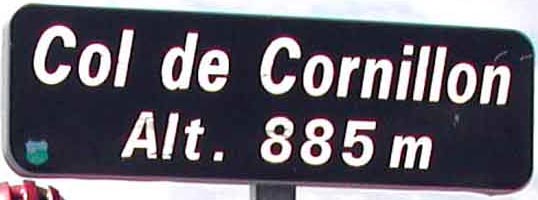 Col de Cornillon
Alt. 885 m